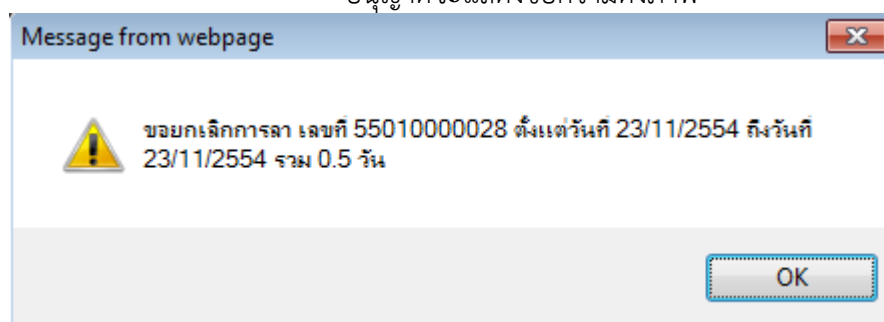 Message from webpage
ขอยกเลิกการลา เลขที่ 55010000028 ตั้งแต่วันที่ 23/11/2554 ถึงวันที่
23/11/2554 รวม 0.5 วัน
OK